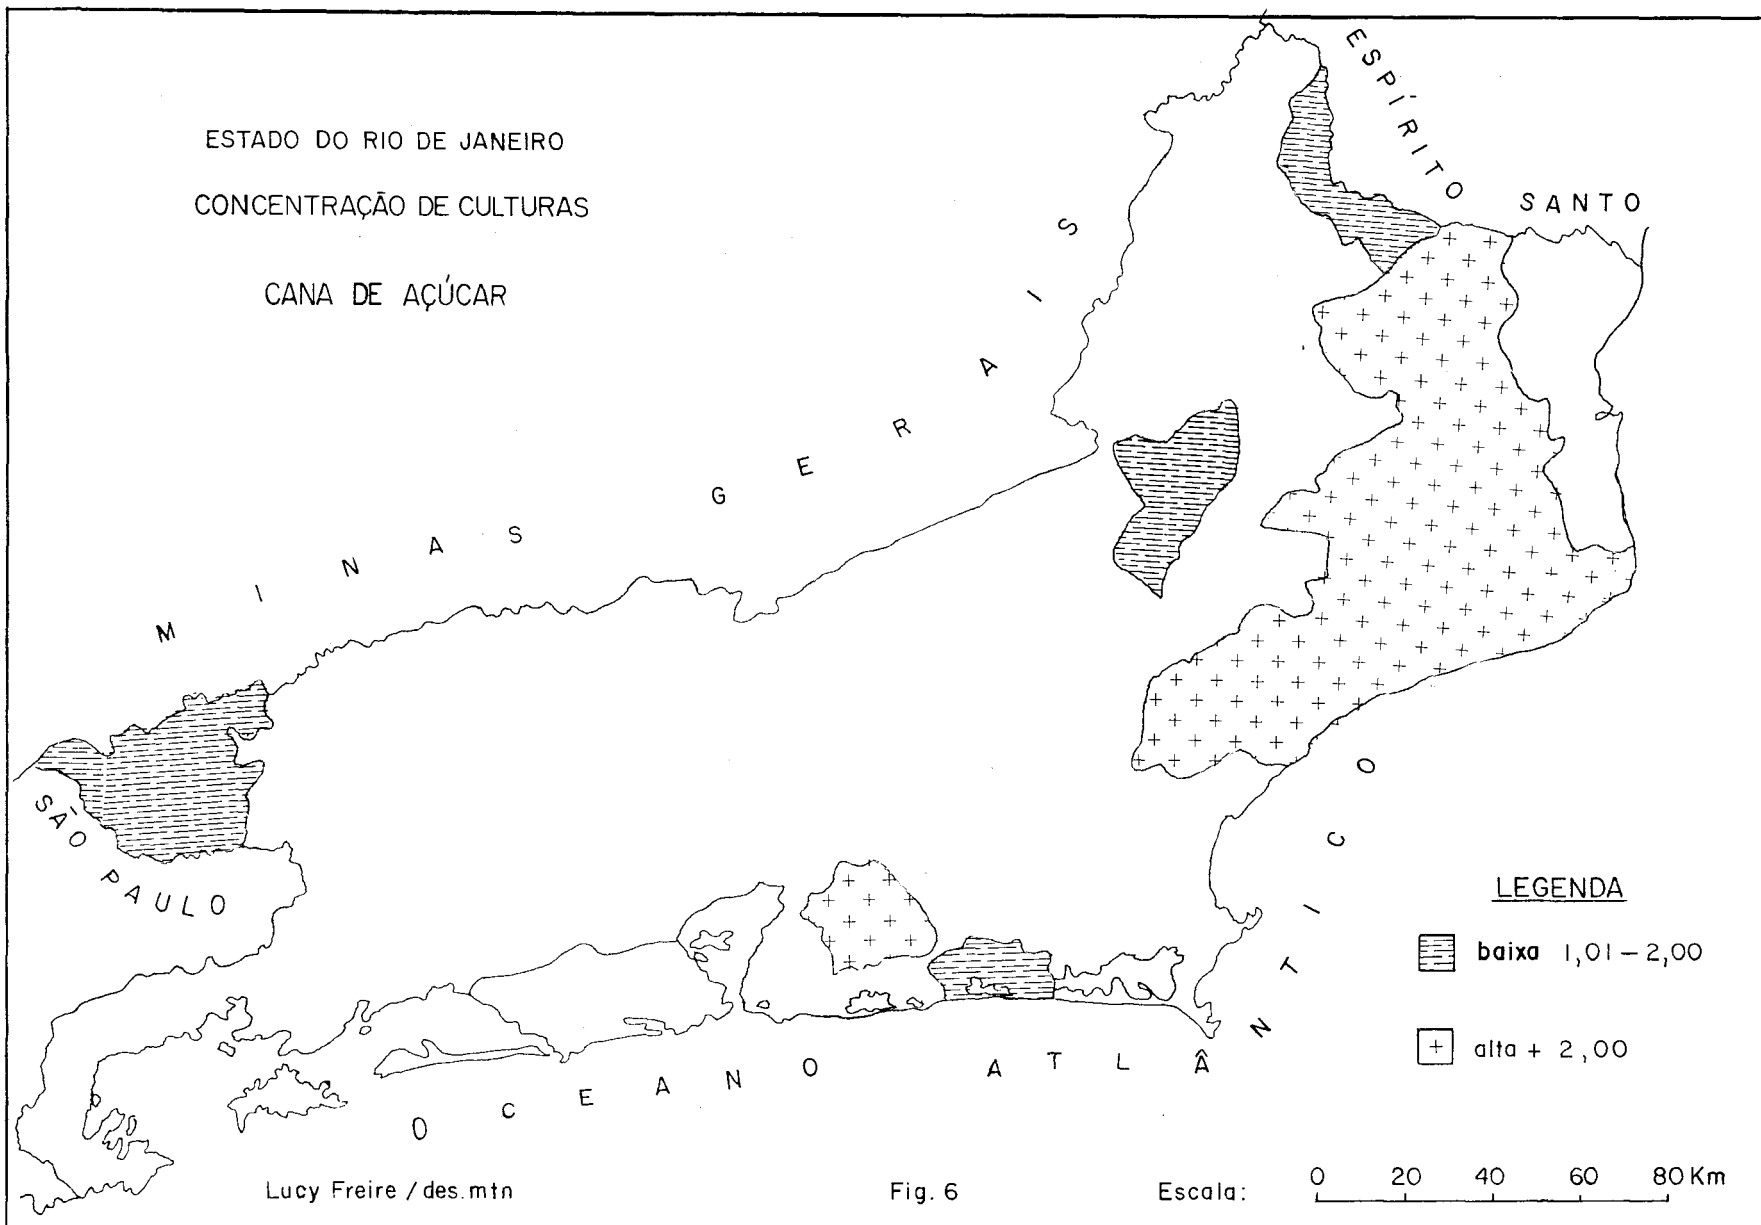 ESTADO DO RIO DE JANEIRO
CONCENTRAÇÃO DE CULTURAS
CANA DE AÇÚCAR
ESPÍRITO SANTO
MINAS GERAIS
SÃO PAULO
OCEANO ATLÂNTICO
LEGENDA
baixa 1,01-2,00
+ alta + 2,00
Lucy Freire / des.mtn
Fig. 6
Escala: 0 20 40 60 80 Km